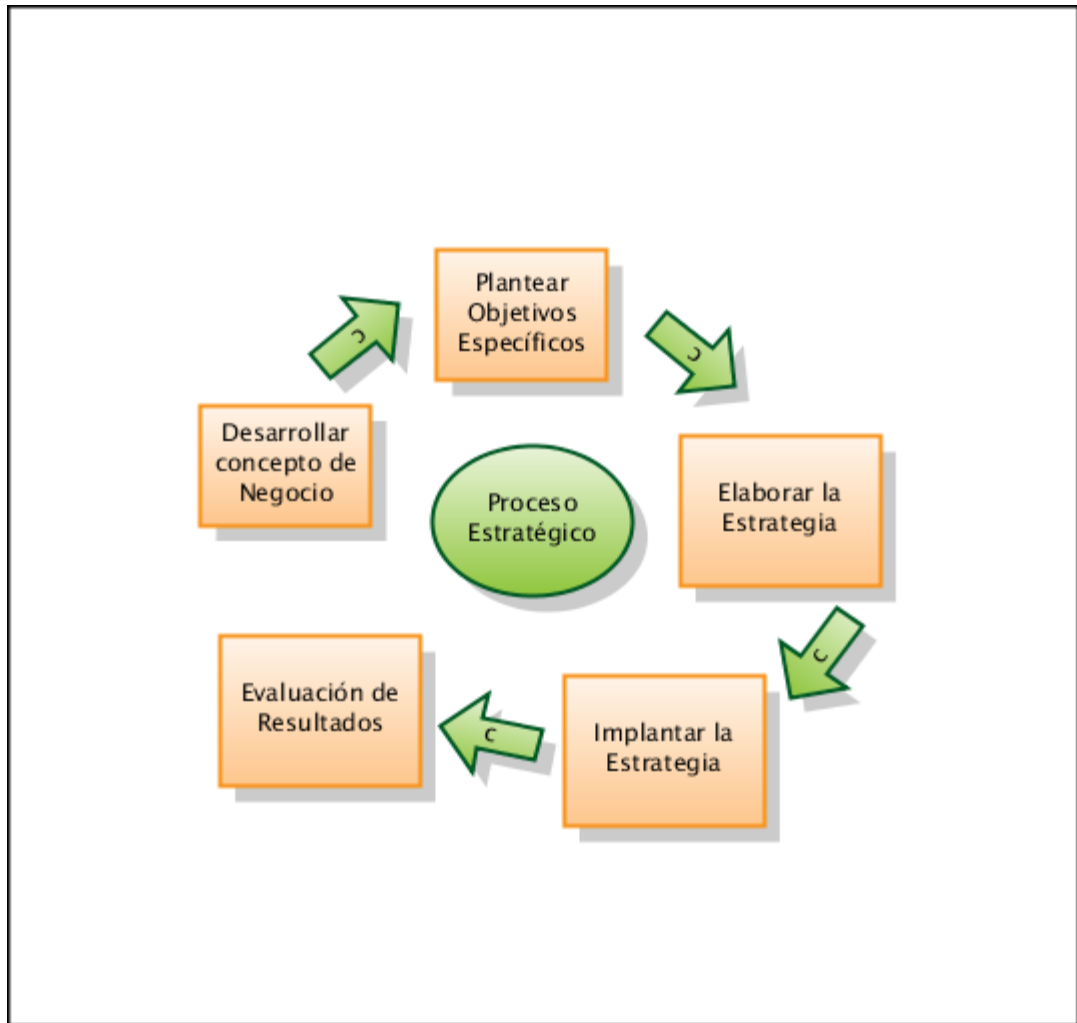 Plantear
Objetivos
Específicos
c
c
Desarrollar
concepto de
Negocio
Proceso
Estratégico
Elaborar la
Estrategia
c
Evaluación de
Resultados
c
Implantar la
Estrategia